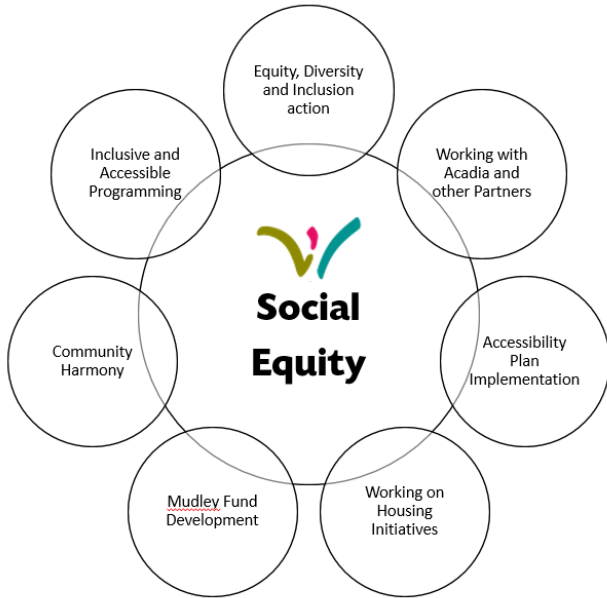 Equity, Diversity
and Inclusion
action
Working with
Acadia and
other Partners
Accessibility
Plan
Implementation
Working on
Housing
Initiatives
Mudley Fund
Development
Community
Harmony
Inclusive and
Accessible
Programming
Social
Equity